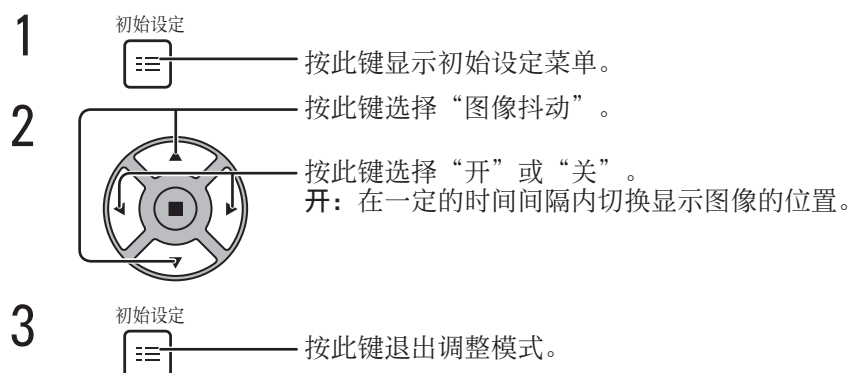 1
初始设定
按此键显示初始设定菜单。
2
按此键选择“图像抖动”。
按此键选择“开”或“关”。
开：在一定的时间间隔内切换显示图像的位置。
3
初始设定
按此键退出调整模式。